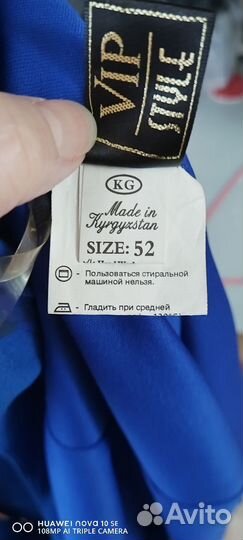 VIP
STYLE
KG
Made in
Kyrgyzstan
SIZE: 52
- Пользоваться стиральной
машиной нельзя.
- Гладить при средней
HUAWEI nova 10 SE
108MP AI TRIPLE CAMERA
Avito